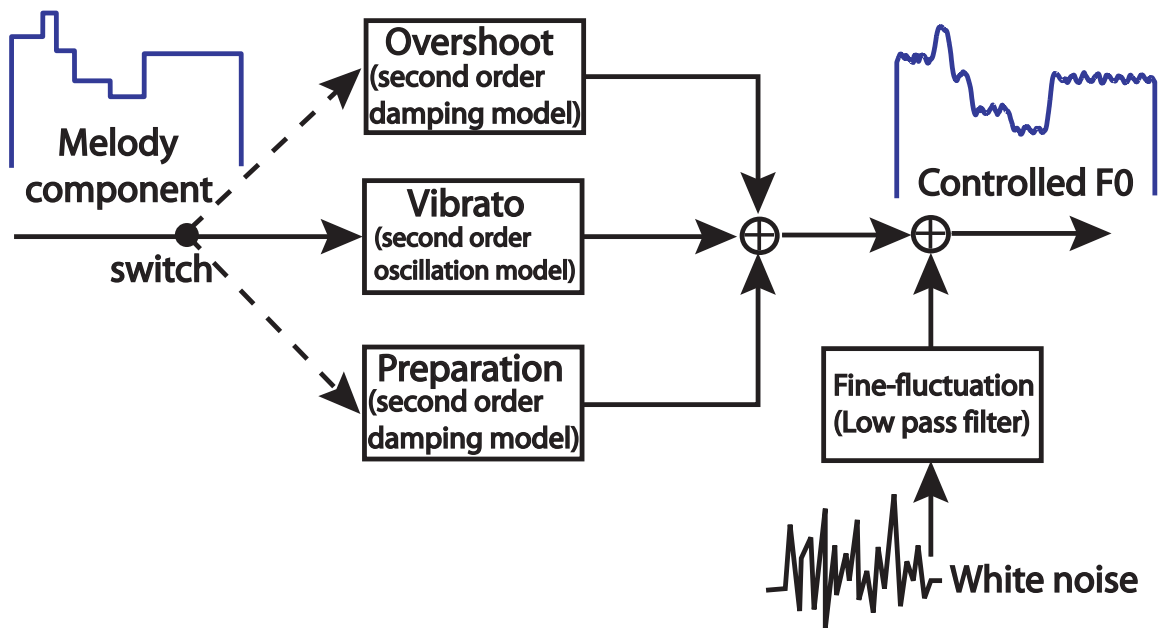 Melody
component
switch
Overshoot
(second order
damping model)
Vibrato
(second order
oscillation model)
Preparation
(second order
damping model)
Controlled F0
Fine-fluctuation
(Low pass filter)
White noise